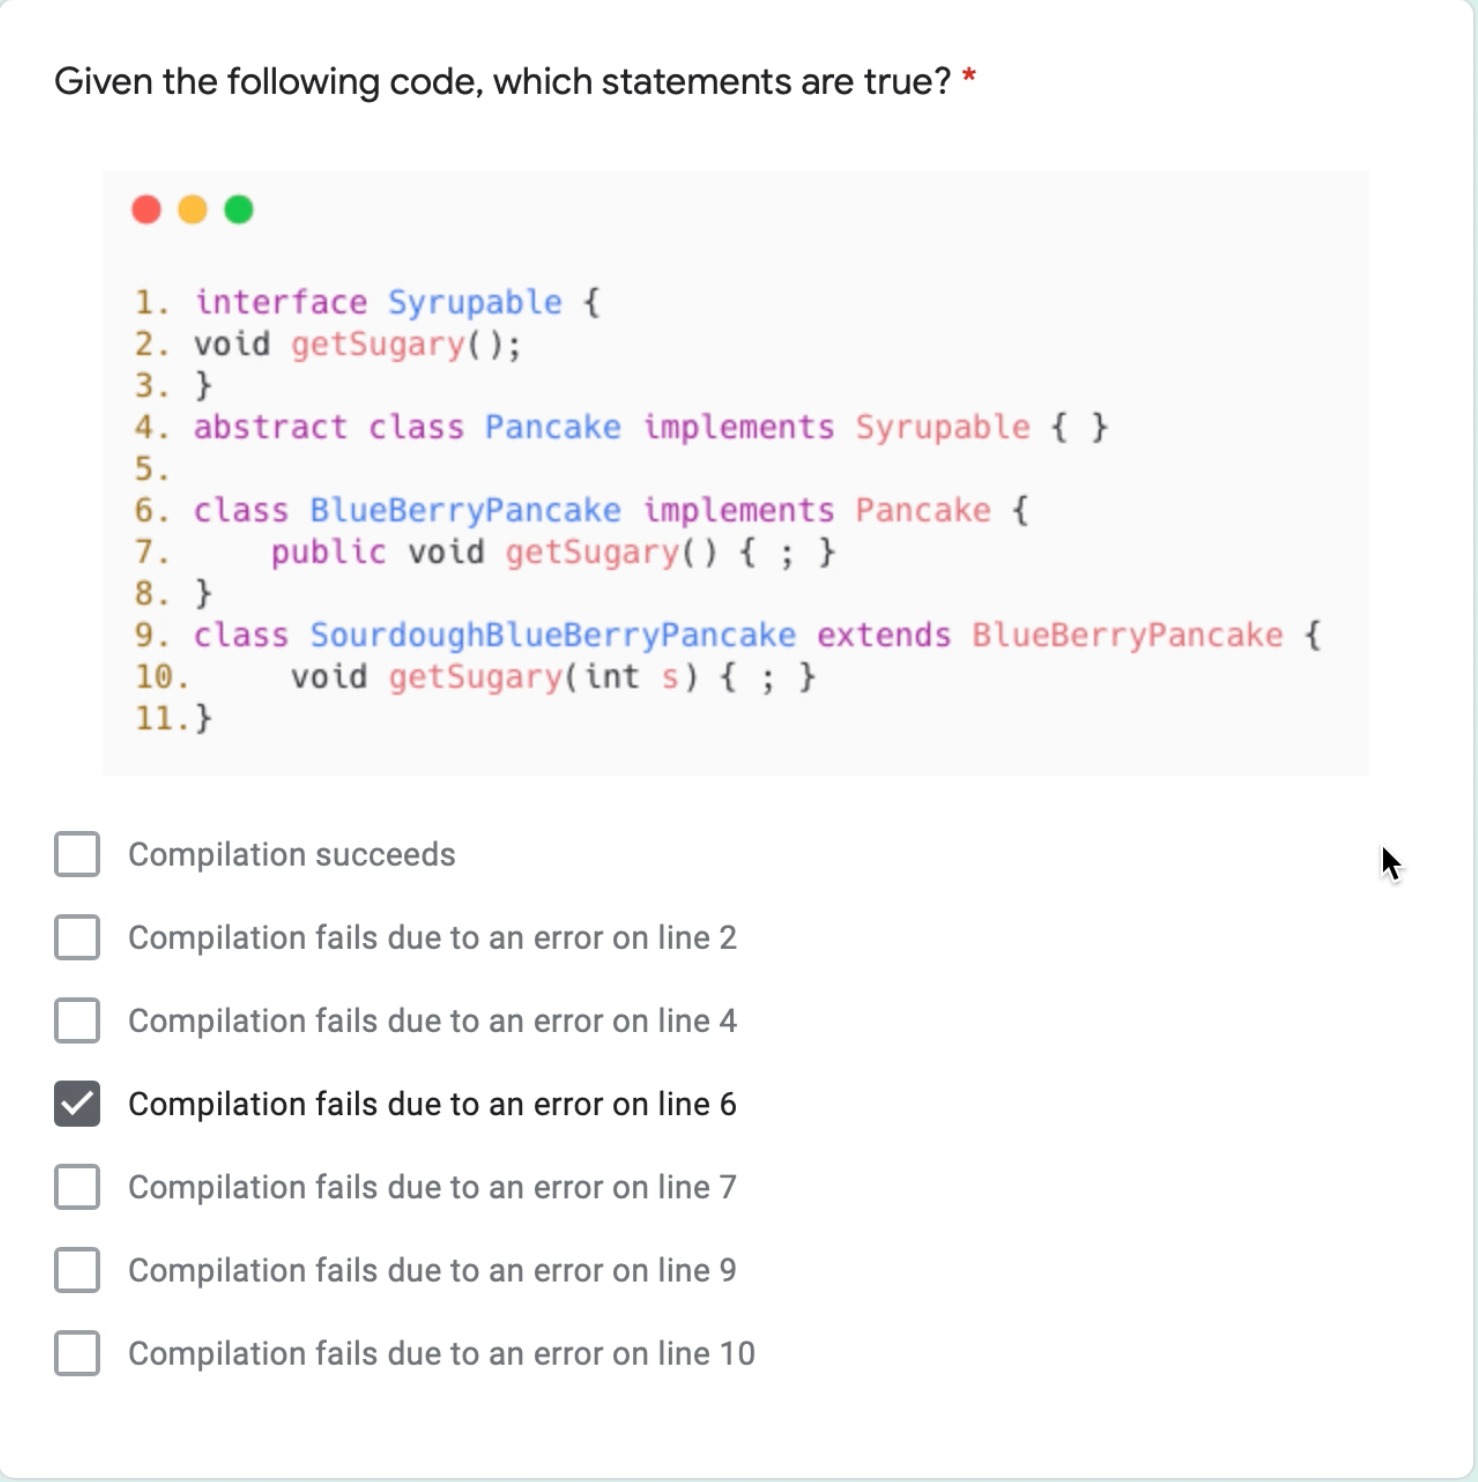 Given the following code, which statements are true? *
1. interface Syrupable {
2. void getSugary();
3. }
4. abstract class Pancake implements Syrupable { }
5.
6. class BlueBerryPancake implements Pancake {
7.     public void getSugary() { ; }
8. }
9. class SourdoughBlueBerryPancake extends BlueBerryPancake {
10.     void getSugary(int s) { ; }
11.}
Compilation succeeds
Compilation fails due to an error on line 2
Compilation fails due to an error on line 4
Compilation fails due to an error on line 6
Compilation fails due to an error on line 7
Compilation fails due to an error on line 9
Compilation fails due to an error on line 10